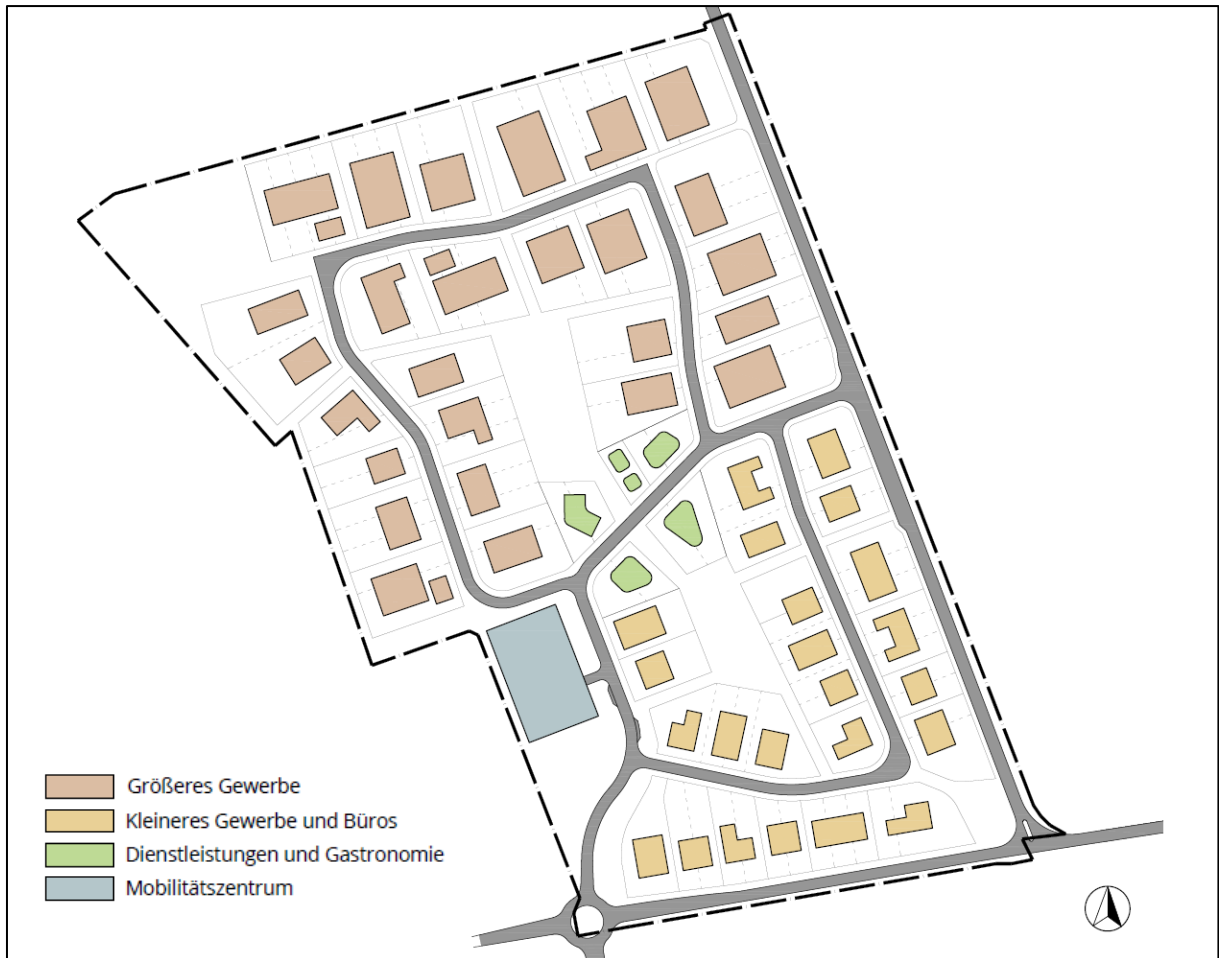 Größeres Gewerbe
Kleineres Gewerbe und Büros
Dienstleistungen und Gastronomie
Mobilitätszentrum